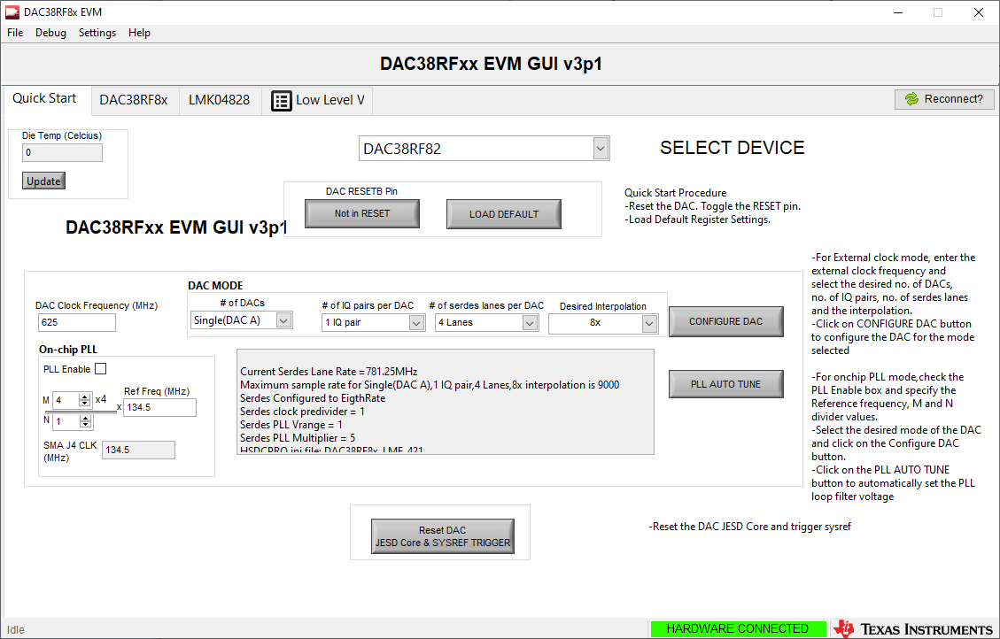 DAC38RF8x EVM
File Debug Settings Help
DAC38RFxx EVM GUI v3p1
Quick Start DAC38RF8x LMK04828 Low Level V Reconnect?
Die Temp (Celcius)
0
Update
DAC38RF82
SELECT DEVICE
DAC RESETB Pin
Not in RESET LOAD DEFAULT
Quick Start Procedure
-Reset the DAC. Toggle the RESET pin.
-Load Default Register Settings.
DAC38RFxx EVM GUI v3p1
DAC MODE
DAC Clock Frequency (MHz)
625
# of DACs
Single(DAC A)
# of IQ pairs per DAC
1 IQ pair
# of serdes lanes per DAC
4 Lanes
Desired Interpolation
8x
CONFIGURE DAC
On-chip PLL
PLL Enable
M 4 x4
N 1
x
Ref Freq (MHz)
134.5
SMA J4 CLK
(MHz)
134.5
Current Serdes Lane Rate =781.25MHz
Maximum sample rate for Single(DAC A),1 IQ pair,4 Lanes,8x interpolation is 9000
Serdes Configured to EigthRate
Serdes clock predivider = 1
Serdes PLL Vrange = 1
Serdes PLL Multiplier = 5
HSDCPRO ini file: DAC38RF8x_LMF_421
PLL AUTO TUNE
-For External clock mode, enter the
external clock frequency and
select the desired no. of DACs,
no. of IQ pairs, no. of serdes lanes
and the interpolation.
-Click on CONFIGURE DAC button
to configure the DAC for the mode
selected
-For onchip PLL mode,check the
PLL Enable box and specify the
Reference frequency, M and N
divider values.
-Select the desired mode of the DAC
and click on the Configure DAC
button.
-Click on the PLL AUTO TUNE
button to automatically set the PLL
loop filter voltage
Reset DAC
JESD Core & SYSREF TRIGGER
-Reset the DAC JESD Core and trigger sysref
Idle
HARDWARE CONNECTED
TEXAS INSTRUMENTS